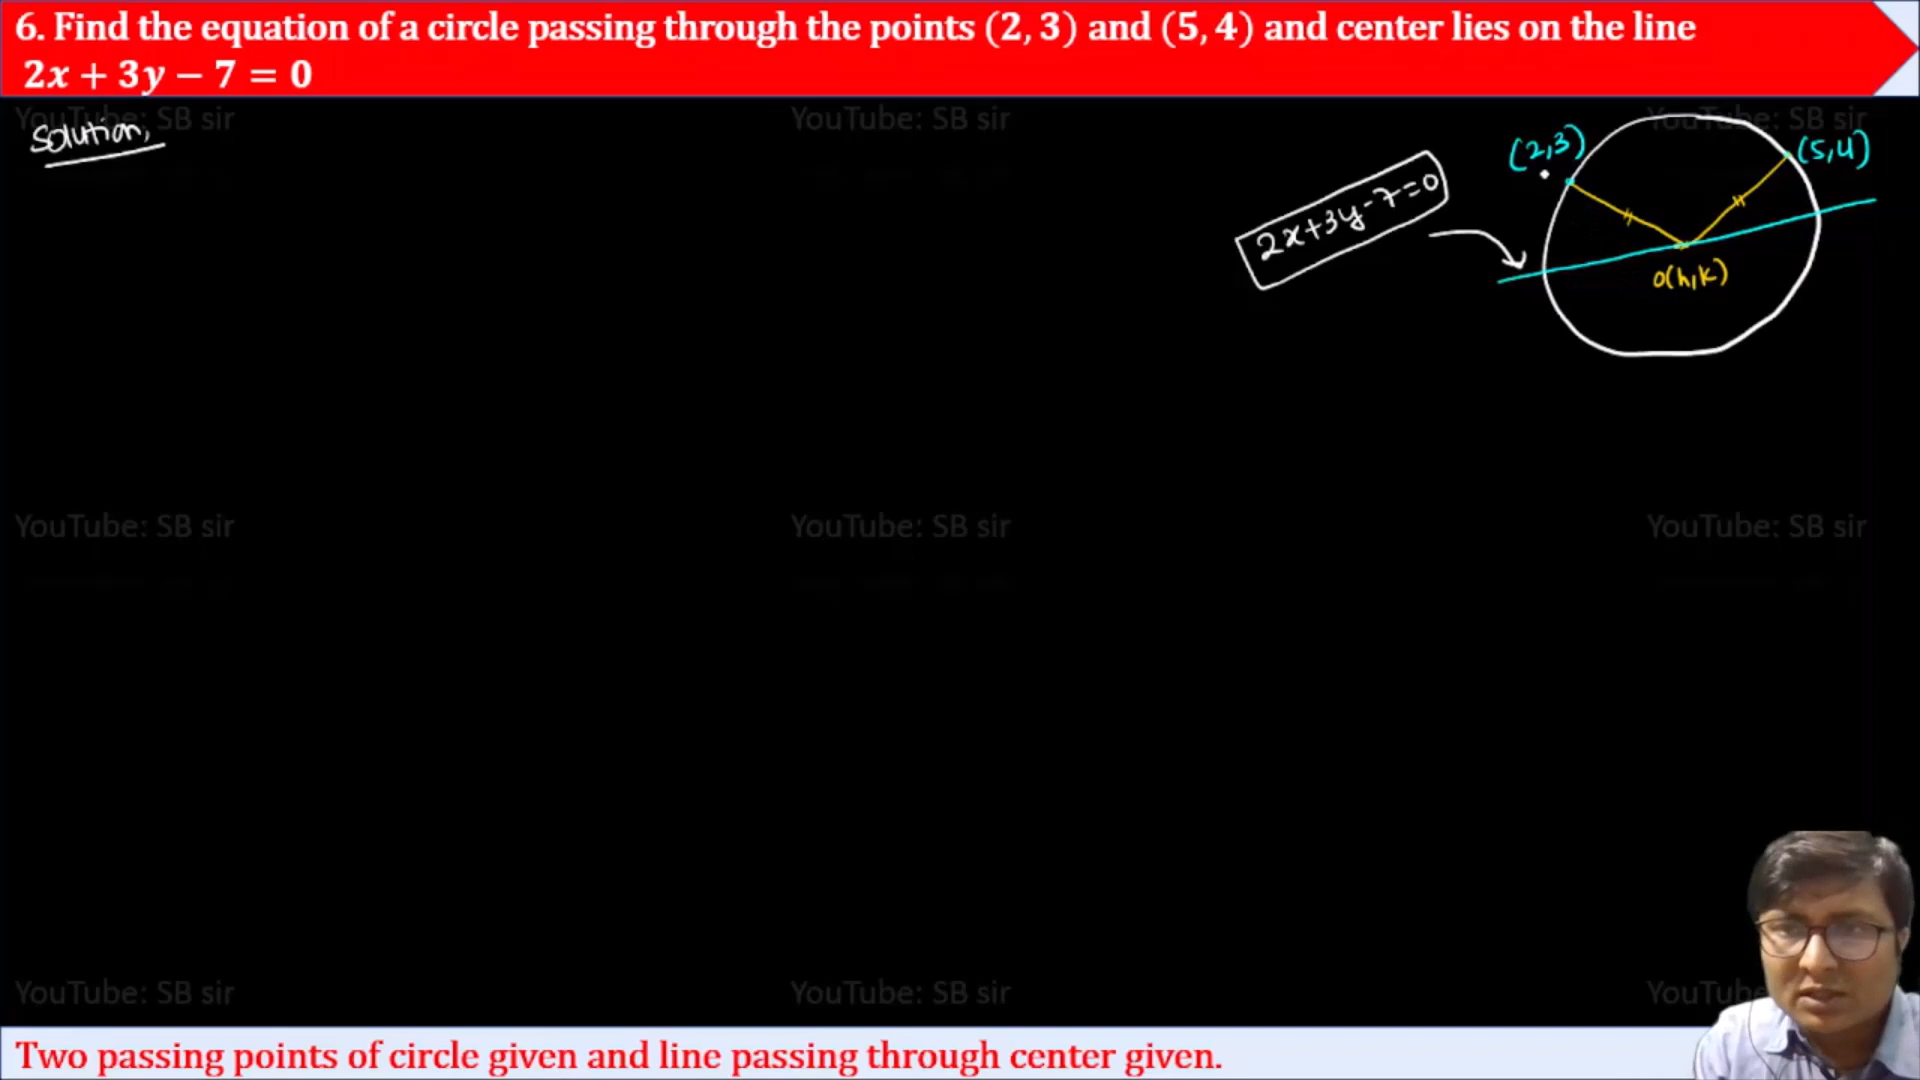 6. Find the equation of a circle passing through the points (2, 3) and (5, 4) and center lies on the line
2x + 3y − 7 = 0
YouTube: SB sir YouTube: SB sir YouTube: SB sir
Solution,
(2,3)
(5,4)
2x+3y-7=0
O(h,k)
YouTube: SB sir YouTube: SB sir YouTube: SB sir
YouTube: SB sir YouTube: SB sir YouTube
Two passing points of circle given and line passing through center given.